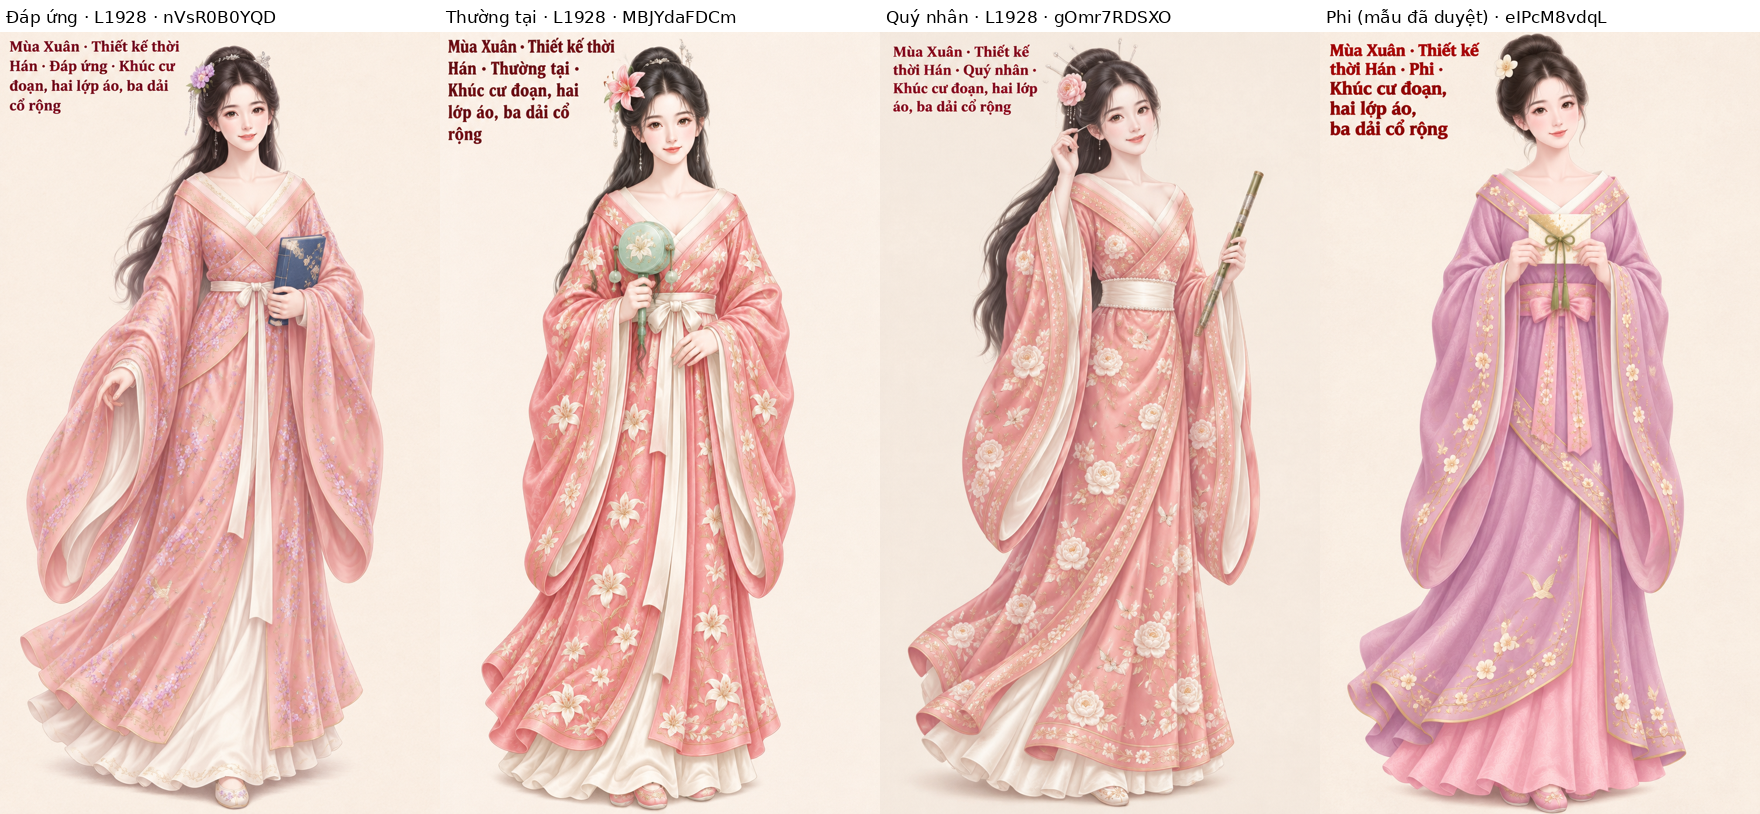 Đáp ứng · L1928 · nVsR0B0YQD
Mùa Xuân · Thiết kế thời
Hán · Đáp ứng · Khúc cư
đoạn, hai lớp áo, ba dải
cổ rộng
Thường tại · L1928 · MBJYdaFDCm
Mùa Xuân · Thiết kế thời
Hán · Thường tại ·
Khúc cư đoạn, hai
lớp áo, ba dải cổ
rộng
Quý nhân · L1928 · gOmr7RDSXO
Mùa Xuân · Thiết kế
thời Hán · Quý nhân ·
Khúc cư đoạn, hai lớp
áo, ba dải cổ rộng
Phi (mẫu đã duyệt) · eIPcM8vdqL
Mùa Xuân · Thiết kế
thời Hán · Phi ·
Khúc cư đoạn,
hai lớp áo,
ba dải cổ rộng